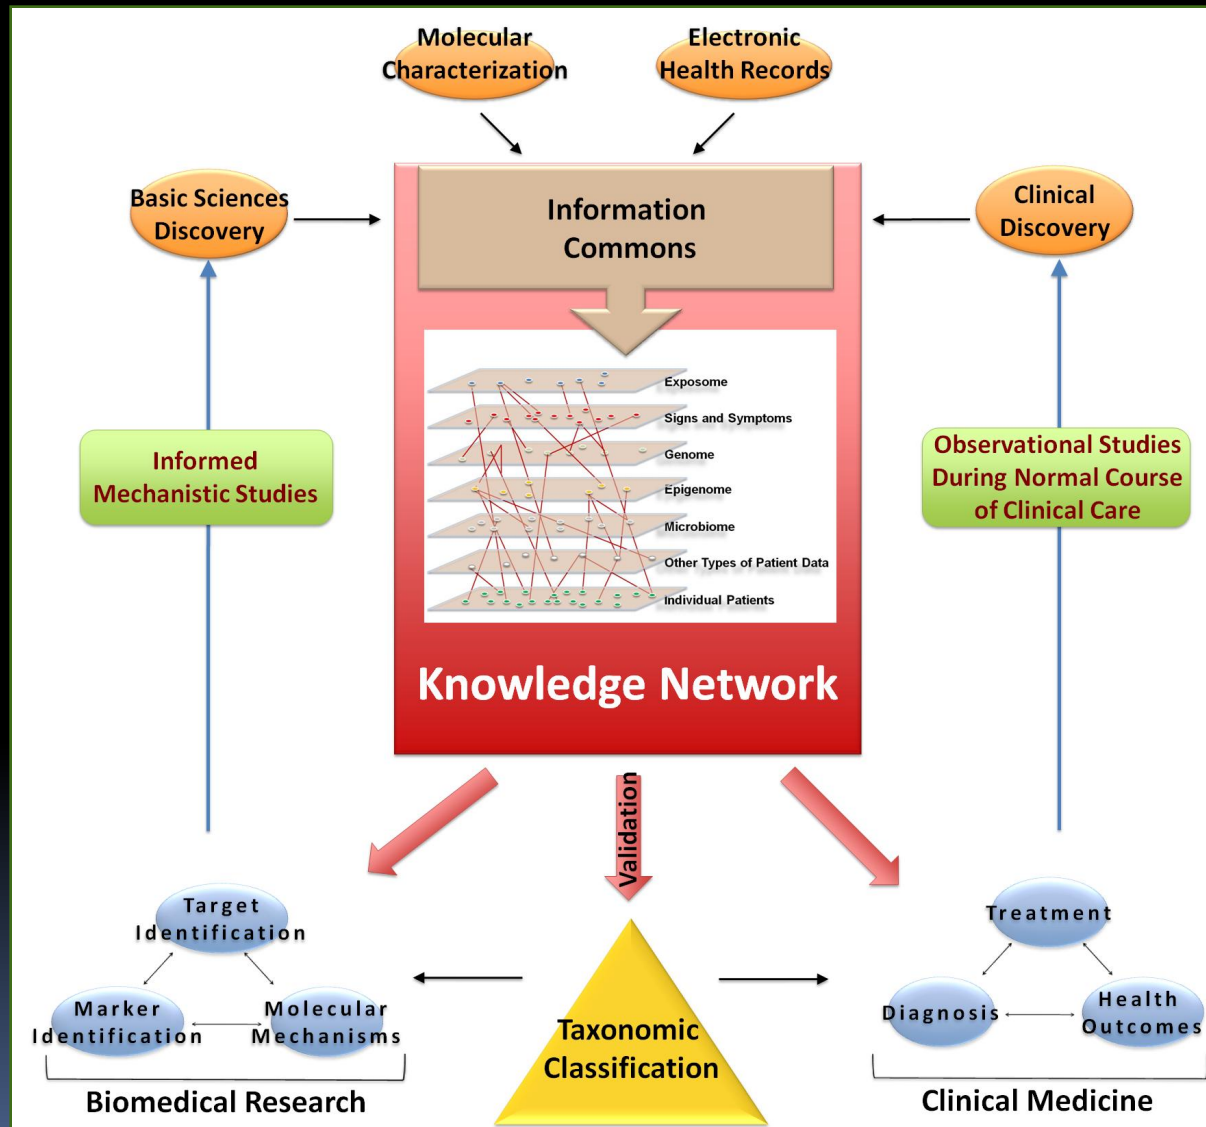 Molecular
Characterization
Electronic
Health Records
Basic Sciences
Discovery
Information
Commons
Clinical
Discovery
Exposome
Signs and Symptoms
Genome
Epigenome
Microbiome
Other Types of Patient Data
Individual Patients
Informed
Mechanistic Studies
Observational Studies
During Normal Course
of Clinical Care
Knowledge Network
Validation
Target
Identification
Marker
Identification
Molecular
Mechanisms
Biomedical Research
Taxonomic
Classification
Treatment
Diagnosis
Health
Outcomes
Clinical Medicine